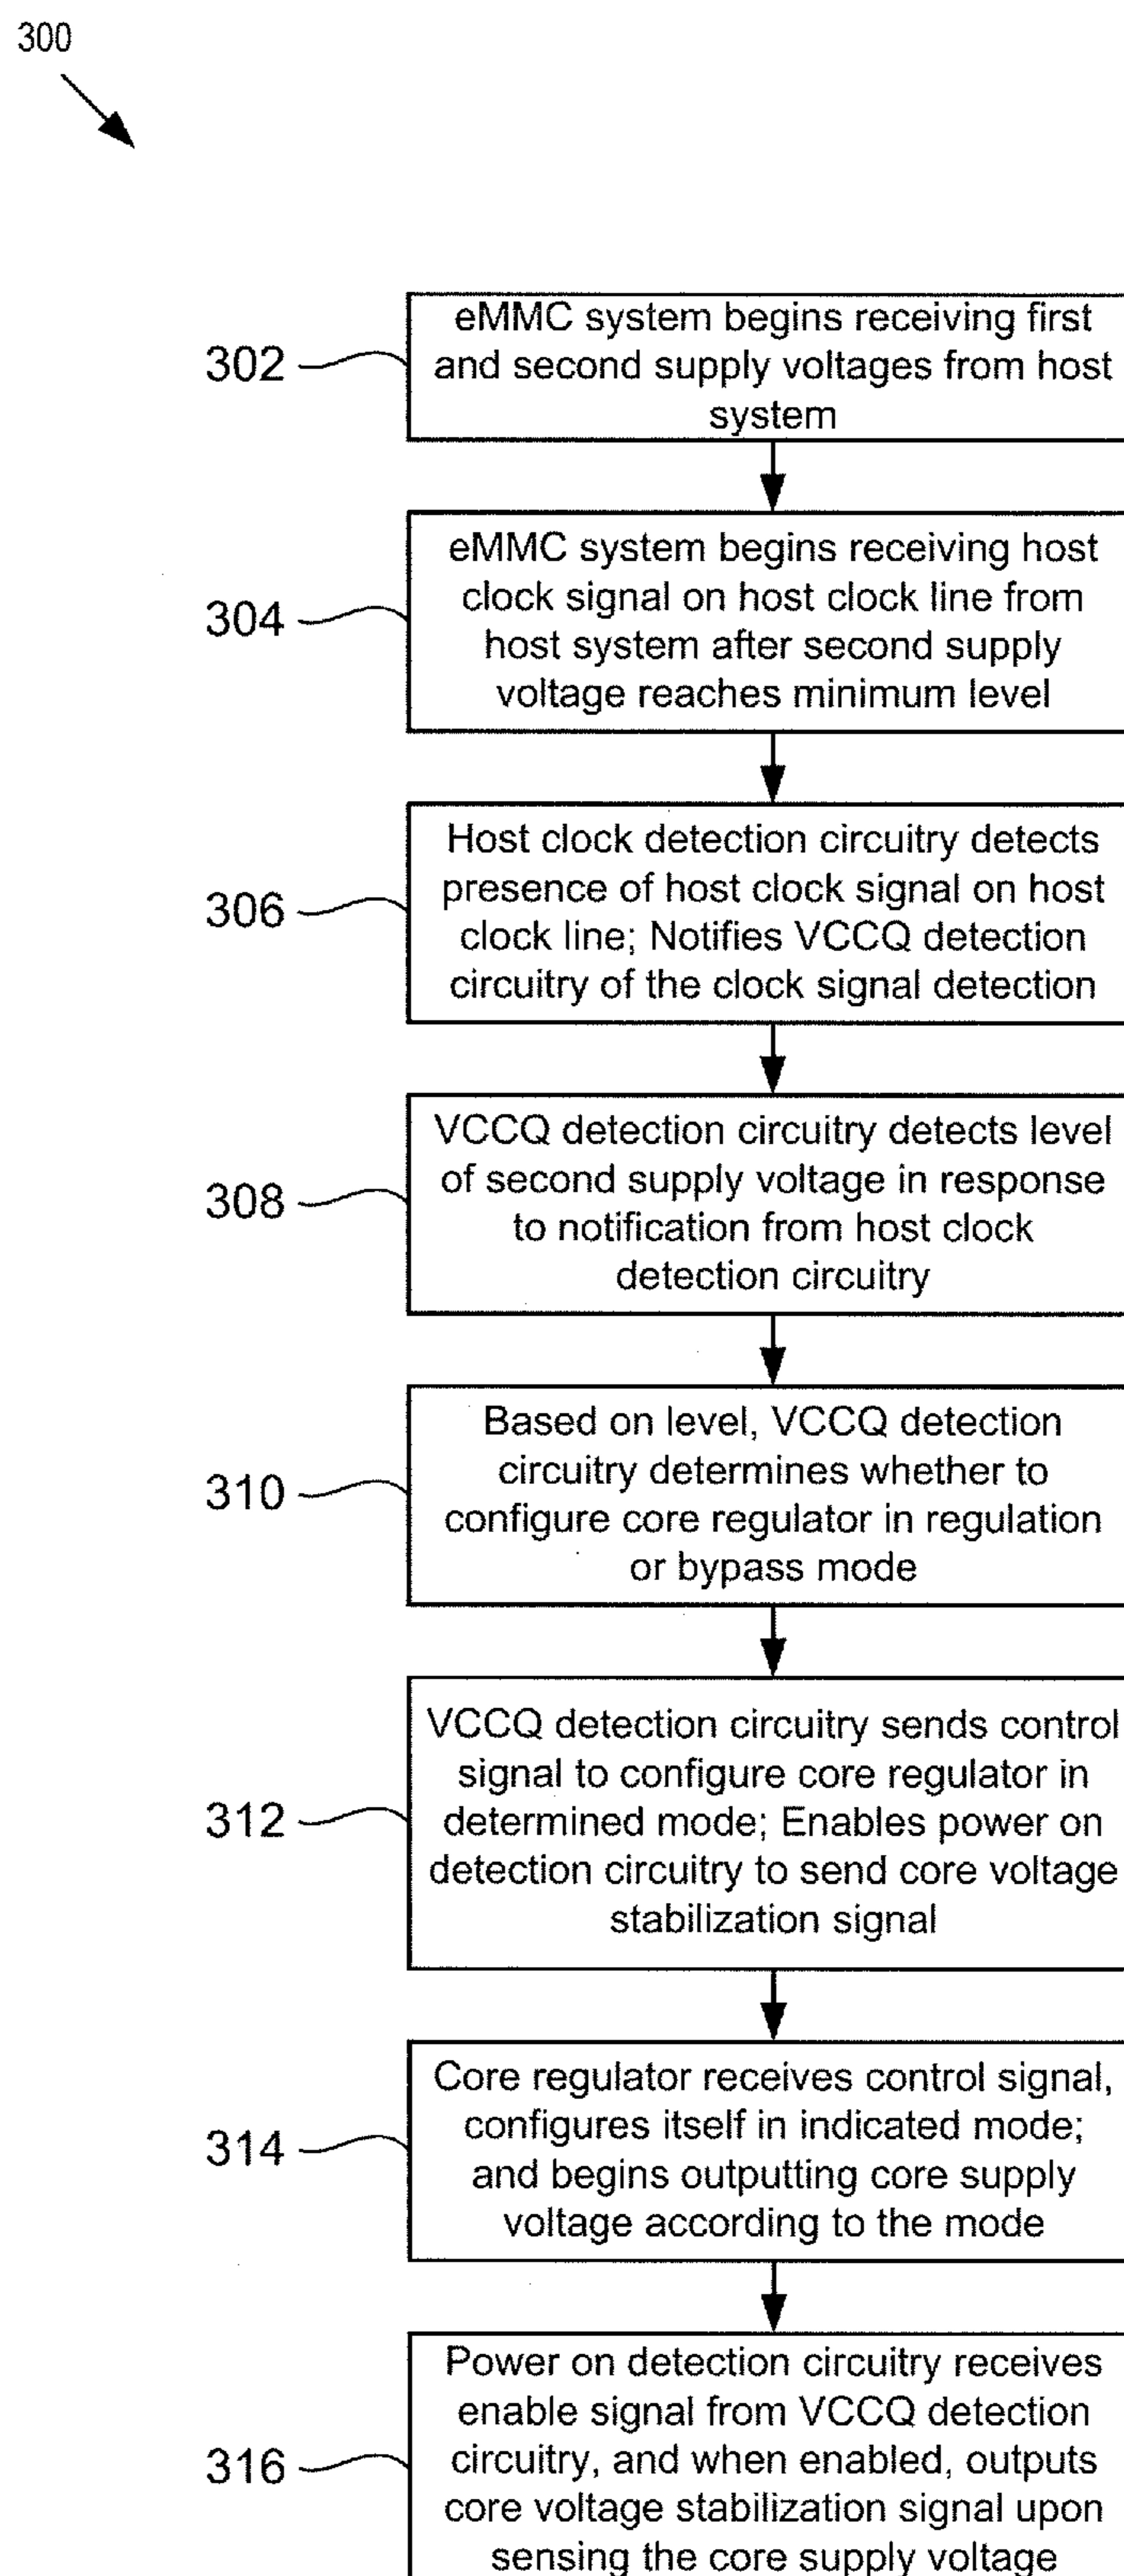 300
302
eMMC system begins receiving first
and second supply voltages from host
system
304
eMMC system begins receiving host
clock signal on host clock line from
host system after second supply
voltage reaches minimum level
306
Host clock detection circuitry detects
presence of host clock signal on host
clock line; Notifies VCCQ detection
circuitry of the clock signal detection
308
VCCQ detection circuitry detects level
of second supply voltage in response
to notification from host clock
detection circuitry
310
Based on level, VCCQ detection
circuitry determines whether to
configure core regulator in regulation
or bypass mode
312
VCCQ detection circuitry sends control
signal to configure core regulator in
determined mode; Enables power on
detection circuitry to send core voltage
stabilization signal
314
Core regulator receives control signal,
configures itself in indicated mode;
and begins outputting core supply
voltage according to the mode
316
Power on detection circuitry receives
enable signal from VCCQ detection
circuitry, and when enabled, outputs
core voltage stabilization signal upon
sensing the core supply voltage